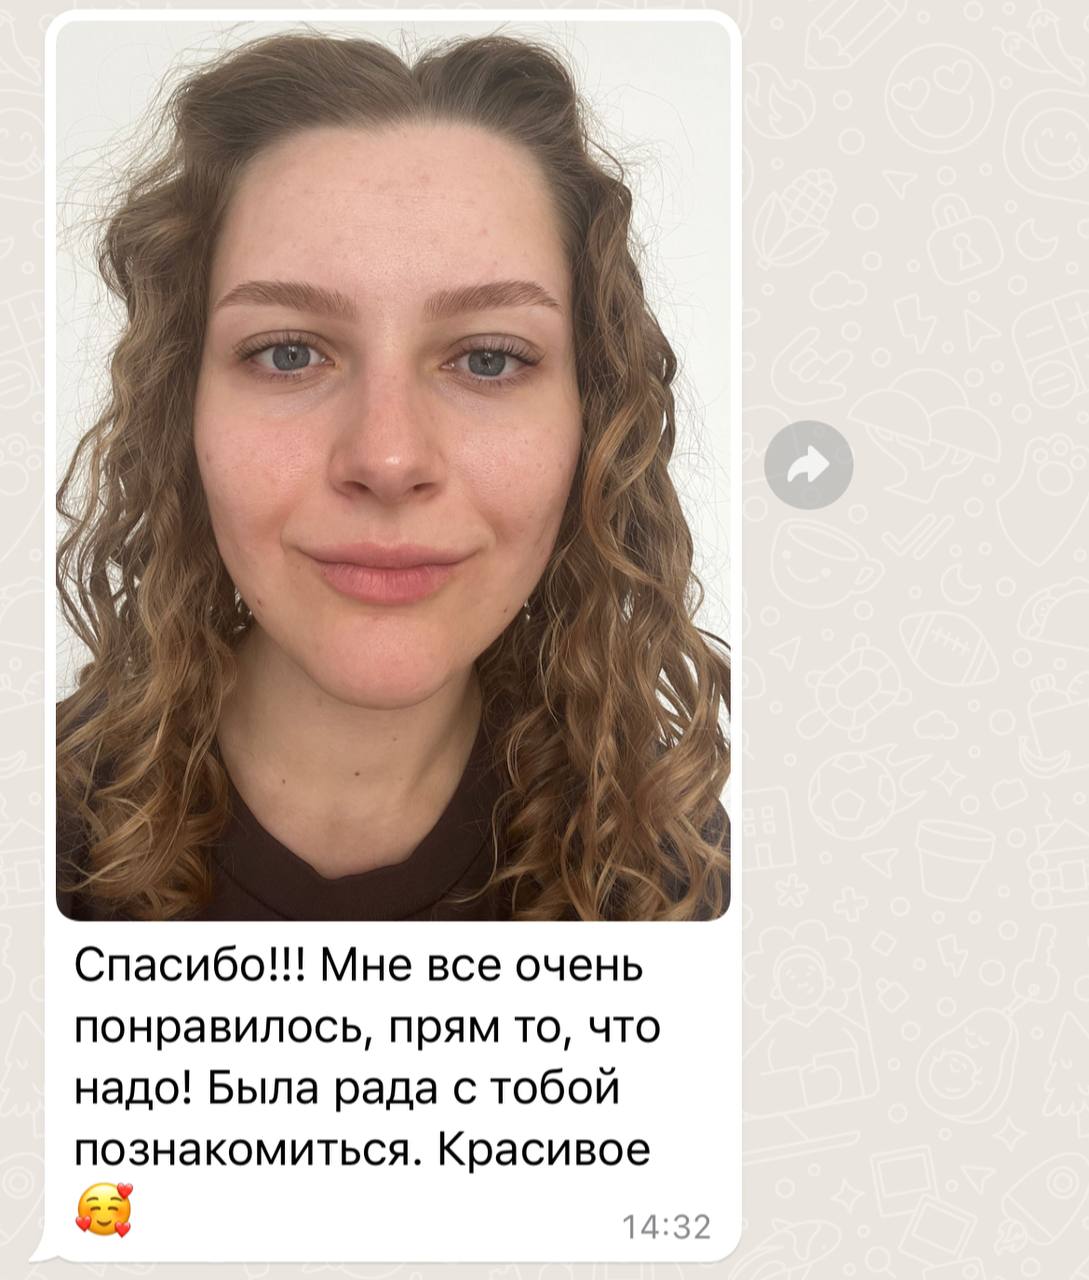 Спасибо!!! Мне все очень
понравилось, прям то, что
надо! Была рада с тобой
познакомиться. Красивое
🥰
14:32